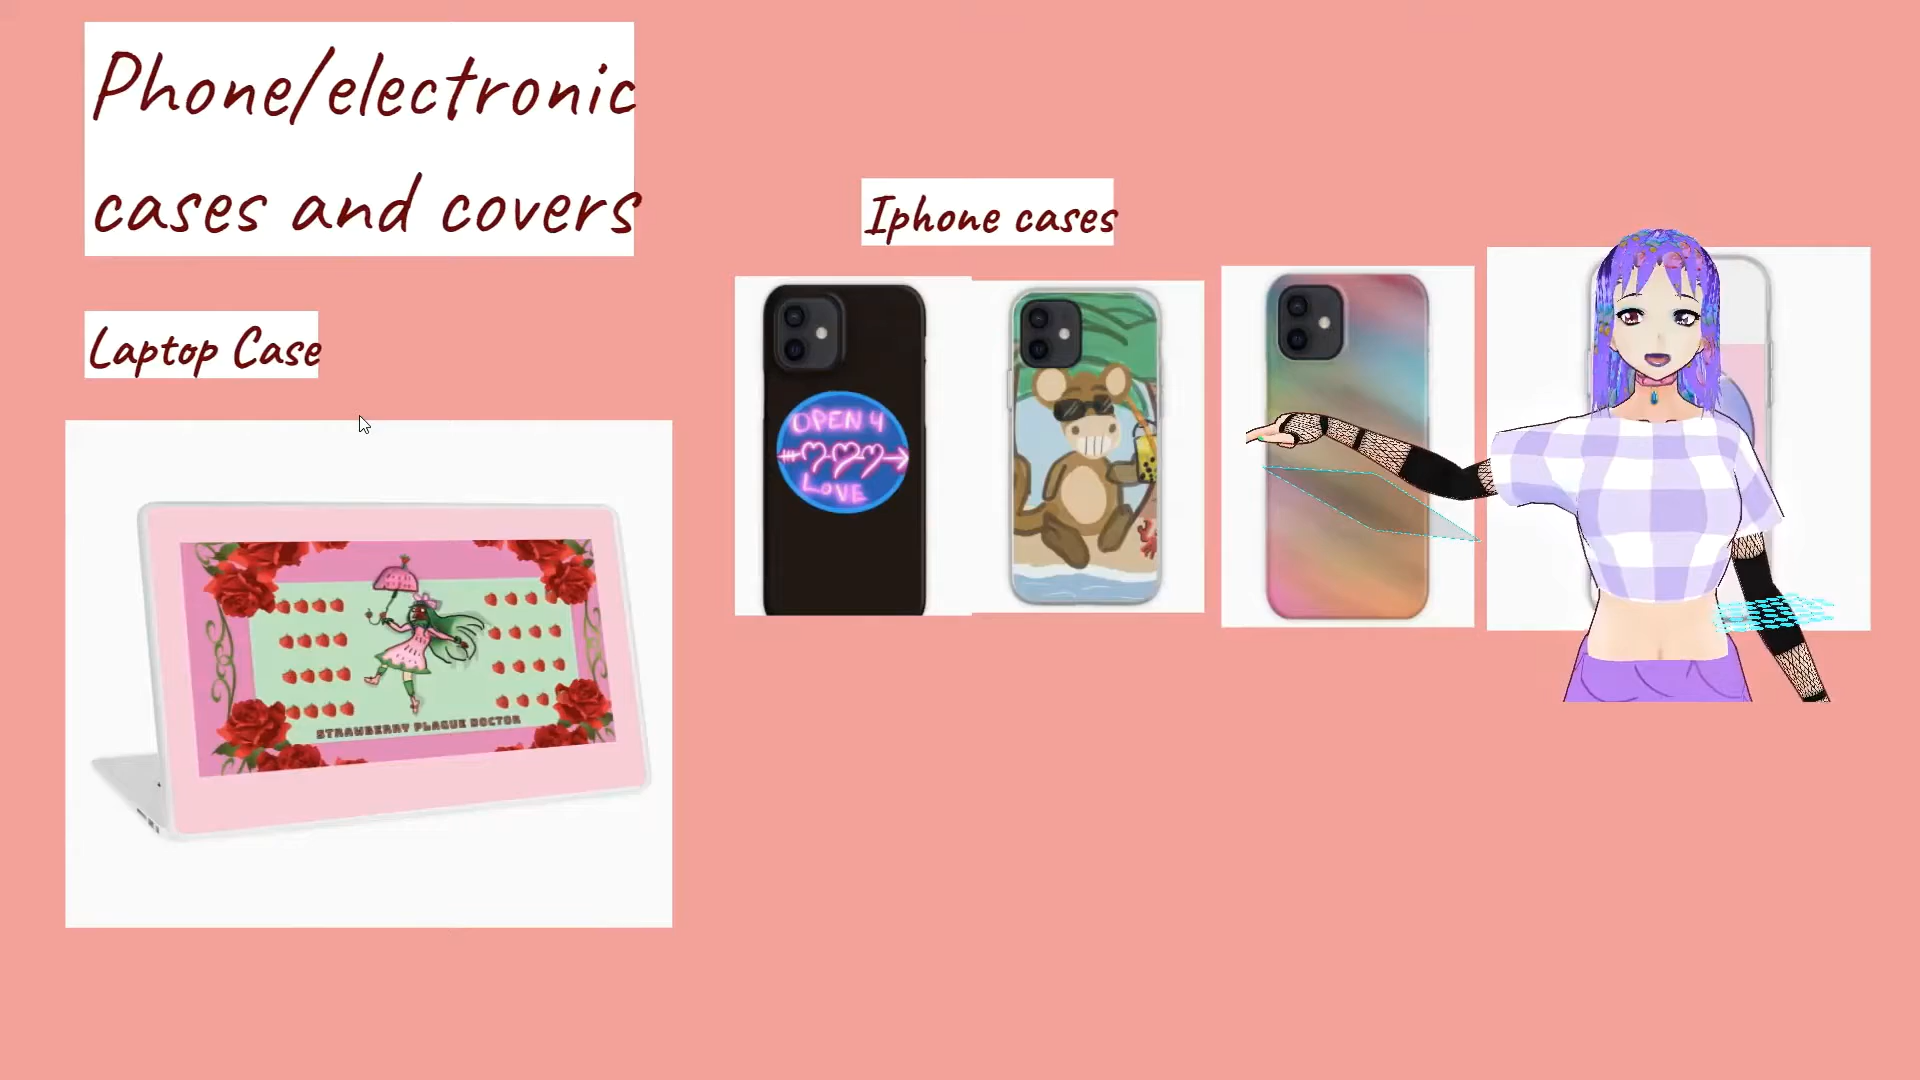 Phone/electronic
cases and covers
Iphone cases
Laptop Case
OPEN 4
LOVE
STRAWBERRY PLAGUE DOCTOR